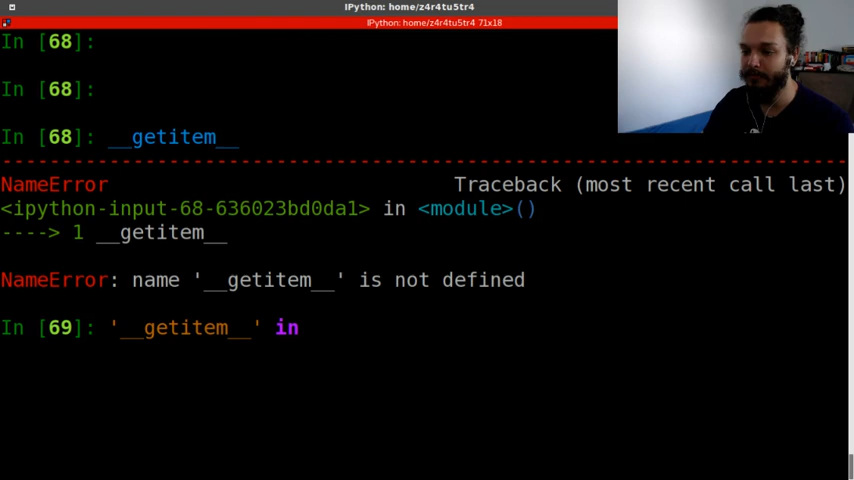 IPython: home/z4r4tu5tr4
IPython: home/z4r4tu5tr4 71x18
In [68]:
In [68]:
In [68]: __getitem__
---------------------------------------------------------------------------
NameError                                 Traceback (most recent call last)
<ipython-input-68-636023bd0da1> in <module>()
----> 1 __getitem__
NameError: name '__getitem__' is not defined
In [69]: '__getitem__' in